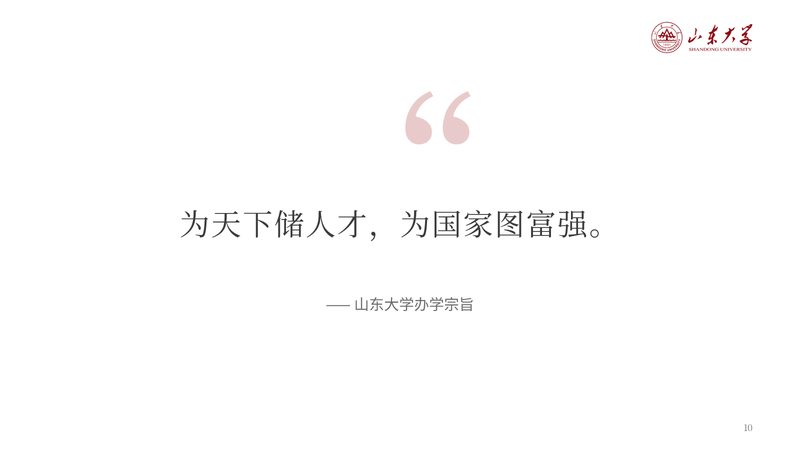 山东大学
SHANDONG UNIVERSITY
“
为天下储人才，为国家图富强。
—— 山东大学办学宗旨
10